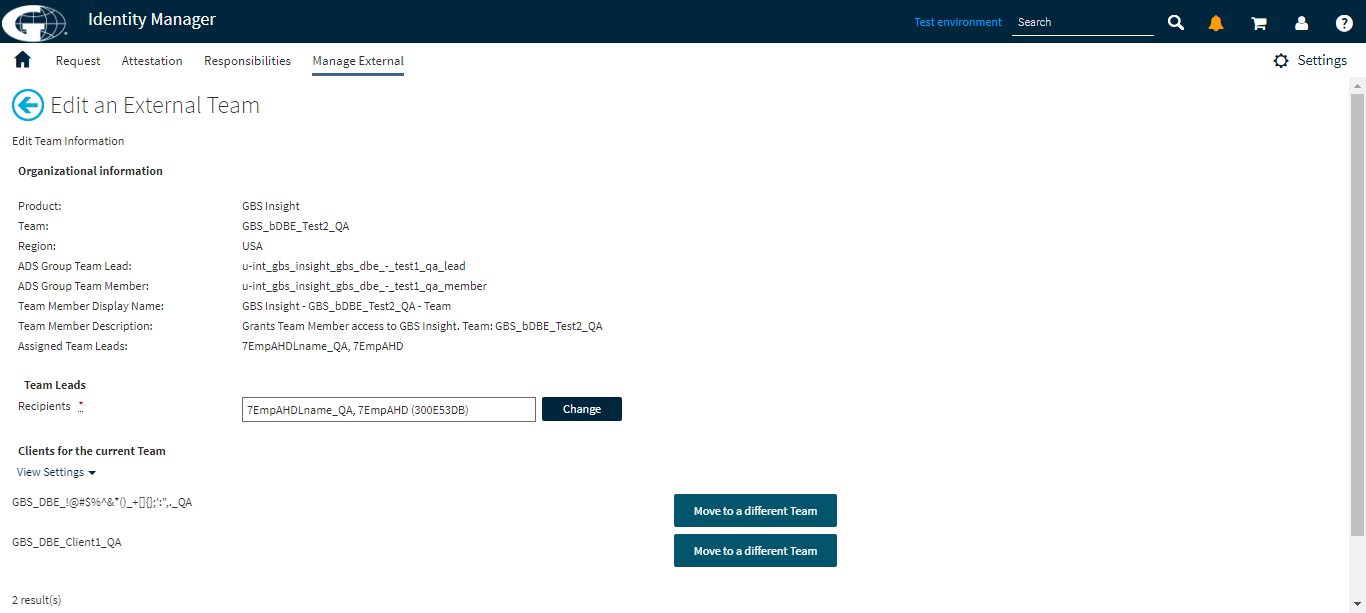 Identity Manager
Test environment
Search
Request Attestation Responsibilities Manage External
Settings
Edit an External Team
Edit Team Information
Organizational information
Product: GBS Insight
Team: GBS_bDBE_Test2_QA
Region: USA
ADS Group Team Lead: u-int_gbs_insight_gbs_dbe_-_test1_qa_lead
ADS Group Team Member: u-int_gbs_insight_gbs_dbe_-_test1_qa_member
Team Member Display Name: GBS Insight - GBS_bDBE_Test2_QA - Team
Team Member Description: Grants Team Member access to GBS Insight. Team: GBS_bDBE_Test2_QA
Assigned Team Leads: 7EmpAHDLname_QA, 7EmpAHD
Team Leads
Recipients * 7EmpAHDLname_QA, 7EmpAHD (300E53DB) Change
Clients for the current Team
View Settings
GBS_DBE_!@#$%^&*()_+[]{};':",._QA Move to a different Team
GBS_DBE_Client1_QA Move to a different Team
2 result(s)